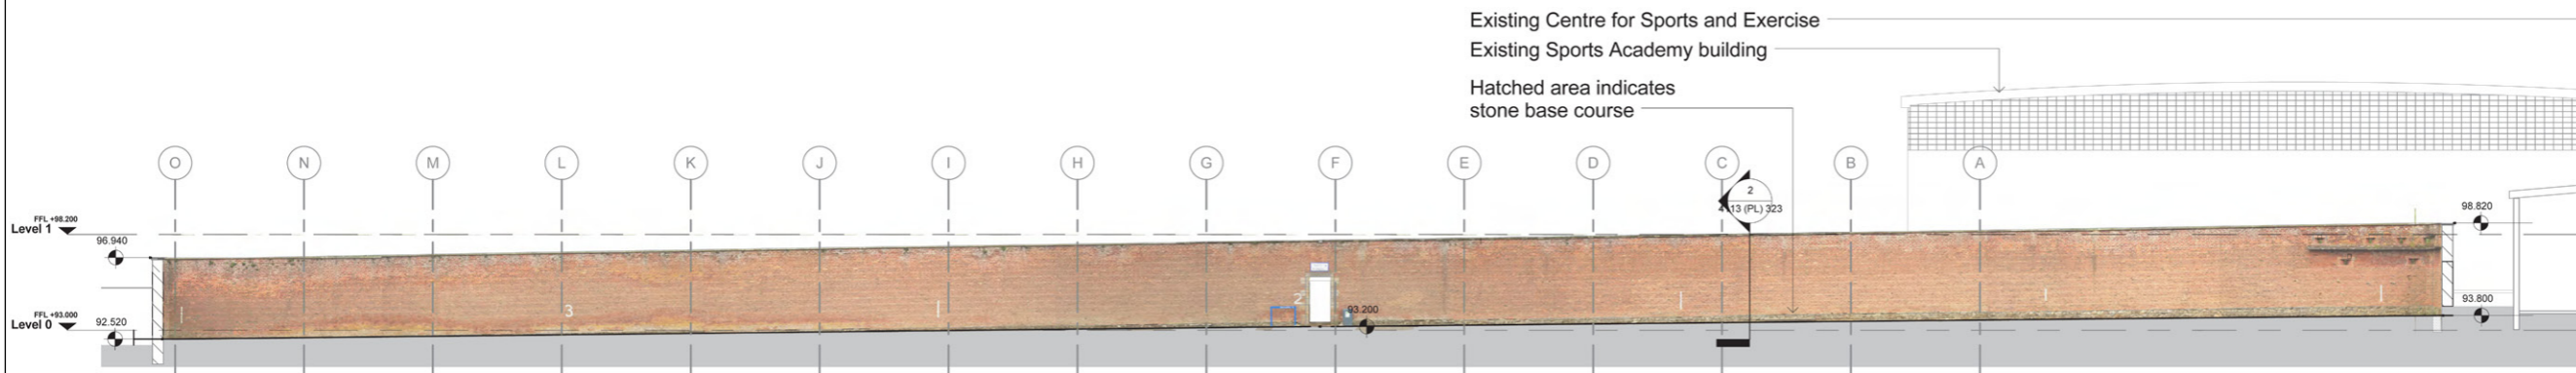 Existing Centre for Sports and Exercise
Existing Sports Academy building
Hatched area indicates
stone base course
O N M L K J I H G F E D C B A
2
13 (PL) 323
FFL +98.200
Level 1
96.940
98.820
3
2
FFL +93.000
Level 0
92.520
93.200
93.800